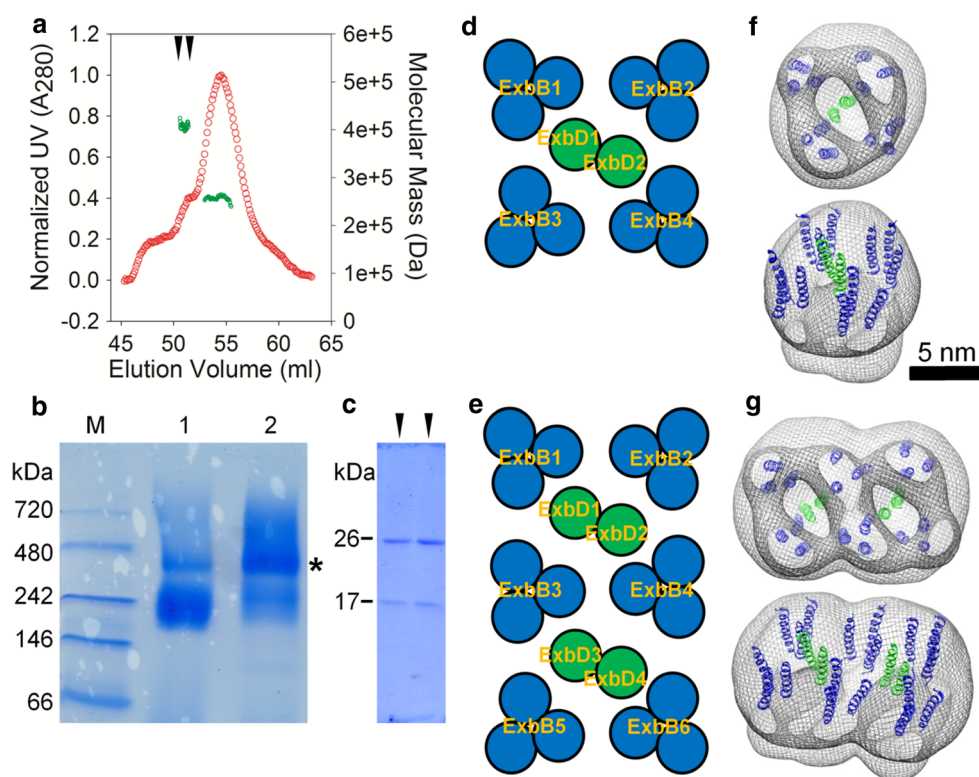 a
Normalized UV (A280)
1.2
1.0
0.8
0.6
0.4
0.2
0.0
-0.2
6e+5
5e+5
4e+5
3e+5
2e+5
1e+5
0
Molecular Mass (Da)
45 50 55 60 65
Elution Volume (ml)
b
M 1 2
kDa
720
480
242
146
66
*
c
kDa
26
17
d
ExbB1 ExbB2
ExbD1
ExbD2
ExbB3 ExbB4
e
ExbB1 ExbB2
ExbD1
ExbD2
ExbB3 ExbB4
ExbD3
ExbD4
ExbB5 ExbB6
f
5 nm
g